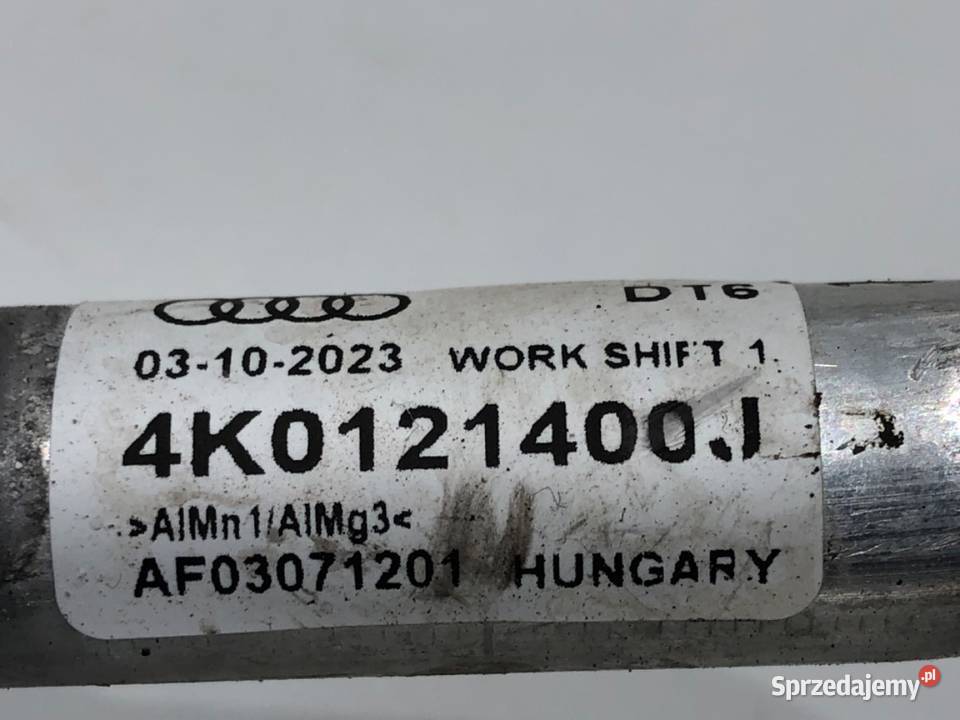 DT6
03-10-2023 WORK SHIFT 1
4K0121400J
>AlMn1/AlMg3<
AF03071201 HUNGARY
Sprzedajemy.pl